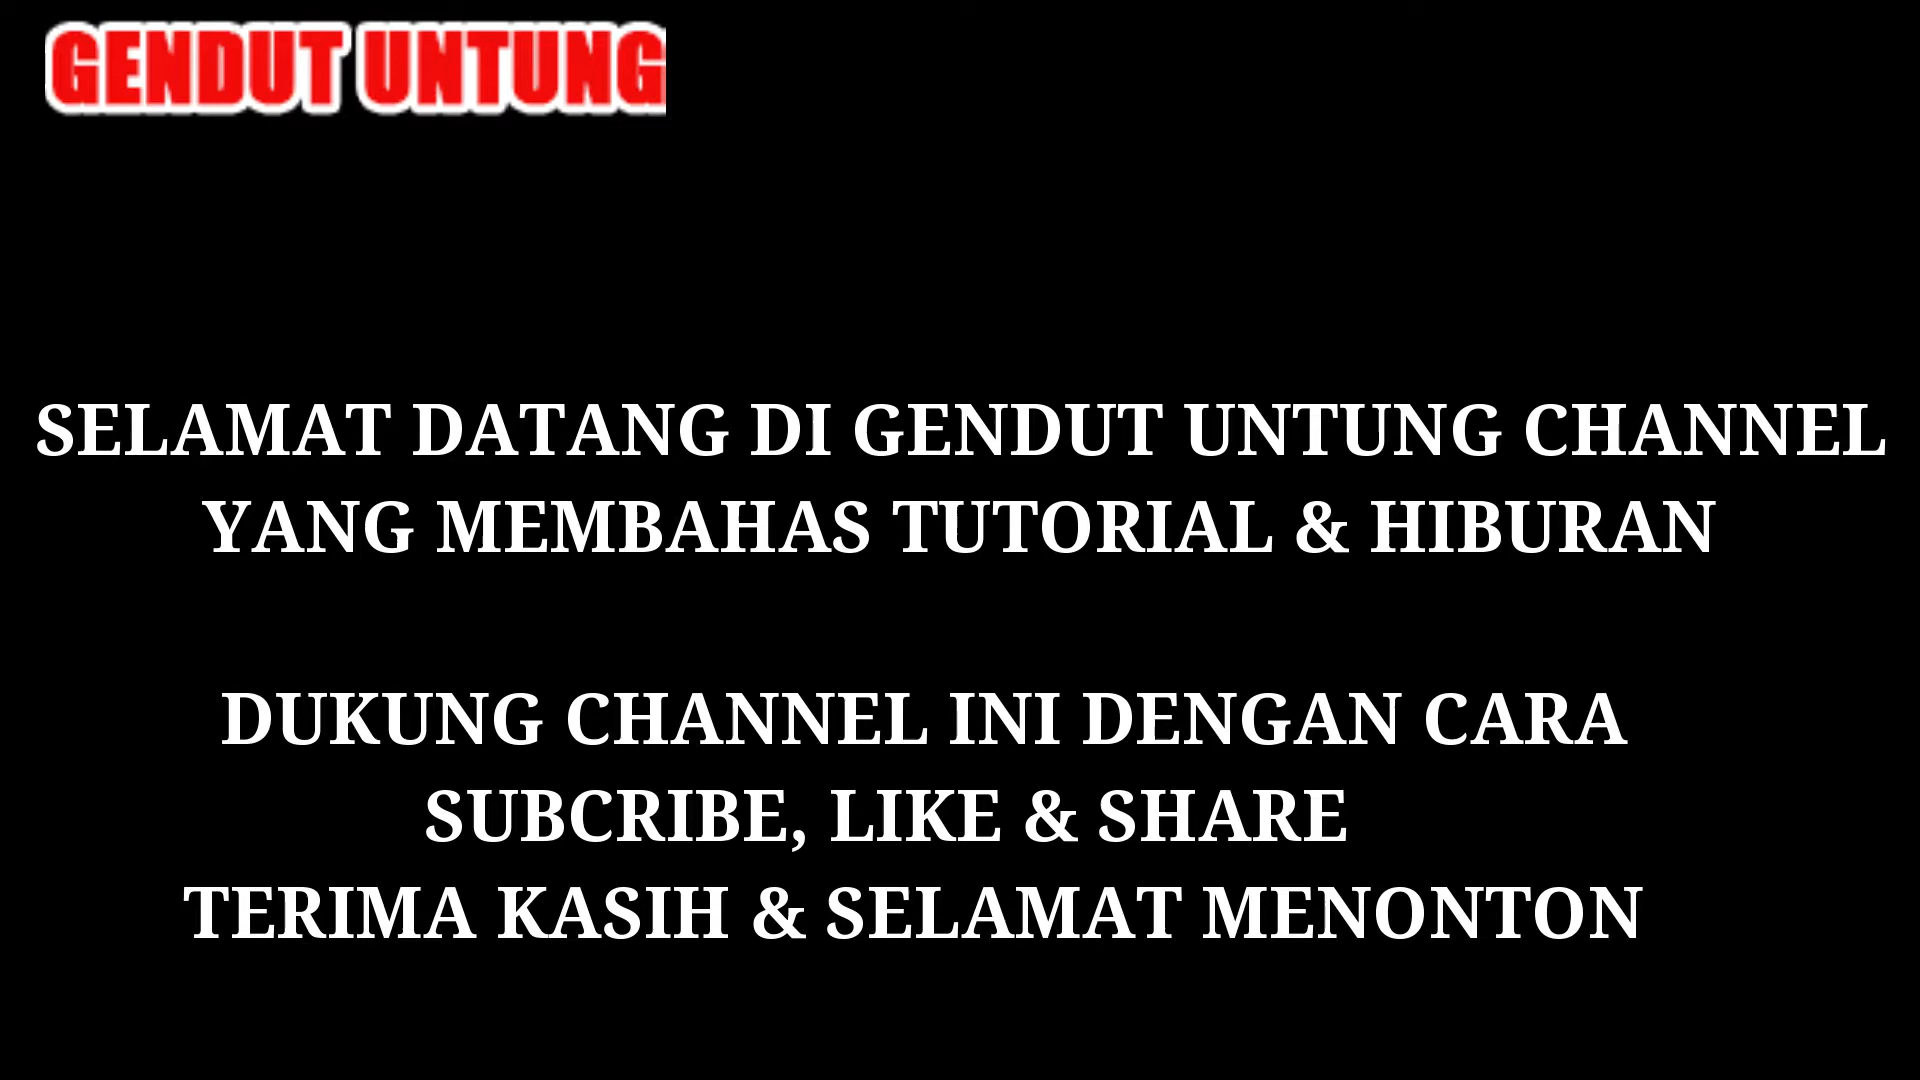 GENDUT UNTUNG
SELAMAT DATANG DI GENDUT UNTUNG CHANNEL
YANG MEMBAHAS TUTORIAL & HIBURAN
DUKUNG CHANNEL INI DENGAN CARA
SUBCRIBE, LIKE & SHARE
TERIMA KASIH & SELAMAT MENONTON